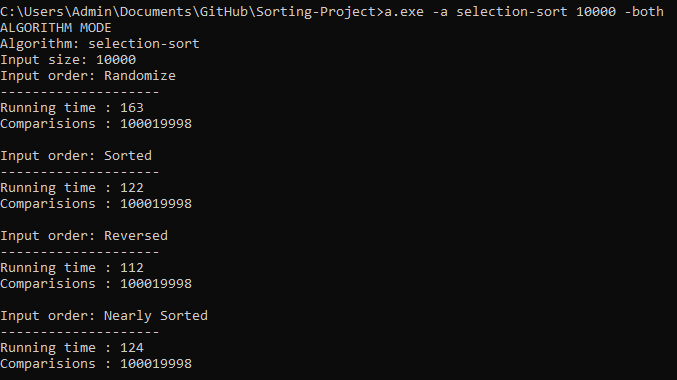 C:\Users\Admin\Documents\GitHub\Sorting-Project>a.exe -a selection-sort 10000 -both
ALGORITHM MODE
Algorithm: selection-sort
Input size: 10000
Input order: Randomize
--------------------
Running time : 163
Comparisions : 100019998
Input order: Sorted
--------------------
Running time : 122
Comparisions : 100019998
Input order: Reversed
--------------------
Running time : 112
Comparisions : 100019998
Input order: Nearly Sorted
--------------------
Running time : 124
Comparisions : 100019998